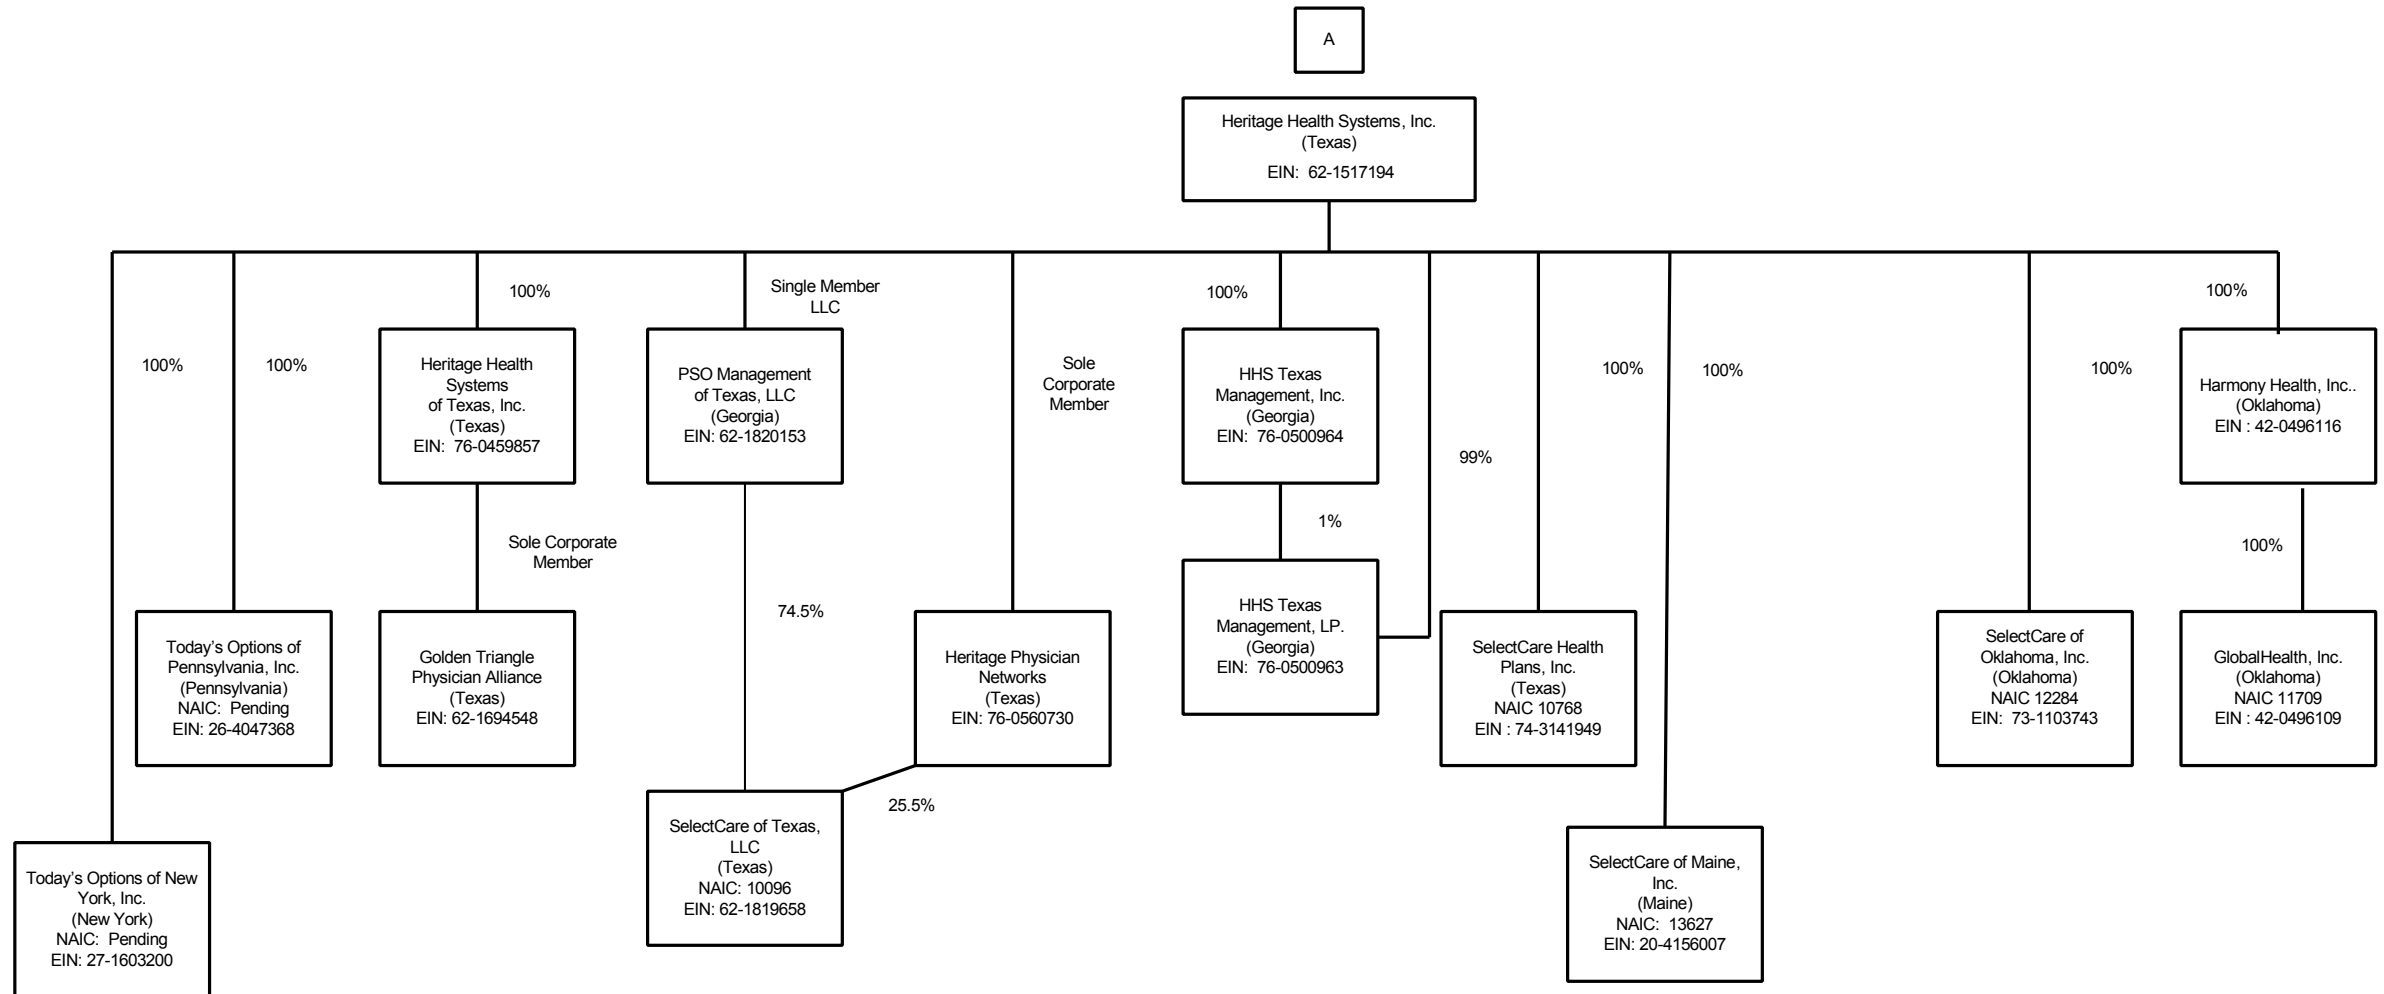 A
Heritage Health Systems, Inc.
(Texas)
EIN: 62-1517194
100%
100%
100%
Single Member
LLC
Sole
Corporate
Member
100%
99%
100%
100%
100%
100%
Heritage Health
Systems
of Texas, Inc.
(Texas)
EIN: 76-0459857
PSO Management
of Texas, LLC
(Georgia)
EIN: 62-1820153
HHS Texas
Management, Inc.
(Georgia)
EIN: 76-0500964
Harmony Health, Inc..
(Oklahoma)
EIN : 42-0496116
Sole Corporate
Member
74.5%
1%
100%
Today's Options of
Pennsylvania, Inc.
(Pennsylvania)
NAIC: Pending
EIN: 26-4047368
Golden Triangle
Physician Alliance
(Texas)
EIN: 62-1694548
Heritage Physician
Networks
(Texas)
EIN: 76-0560730
HHS Texas
Management, LP.
(Georgia)
EIN: 76-0500963
SelectCare Health
Plans, Inc.
(Texas)
NAIC 10768
EIN : 74-3141949
SelectCare of
Oklahoma, Inc.
(Oklahoma)
NAIC 12284
EIN: 73-1103743
GlobalHealth, Inc.
(Oklahoma)
NAIC 11709
EIN : 42-0496109
25.5%
Today's Options of New
York, Inc.
(New York)
NAIC: Pending
EIN: 27-1603200
SelectCare of Texas,
LLC
(Texas)
NAIC: 10096
EIN: 62-1819658
SelectCare of Maine,
Inc.
(Maine)
NAIC: 13627
EIN: 20-4156007